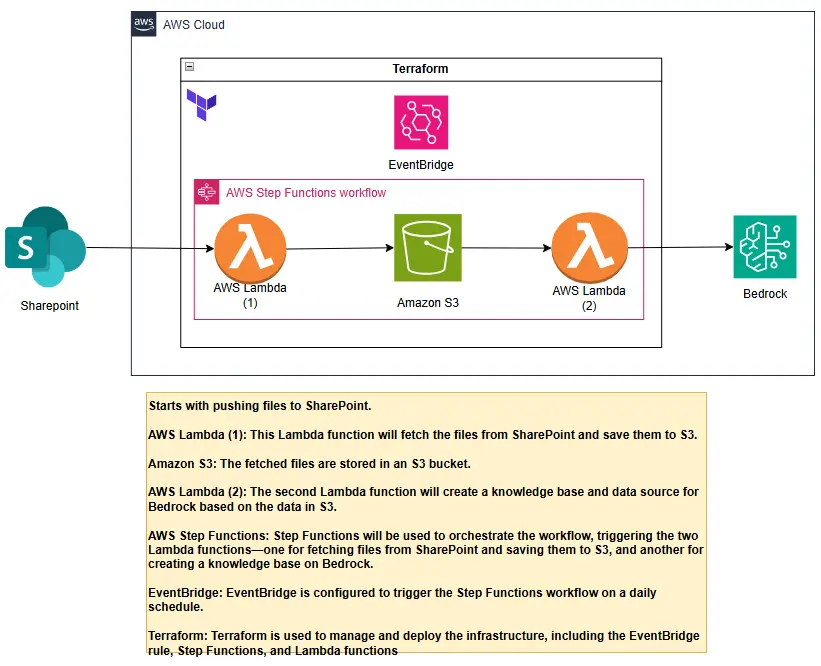 aws
AWS Cloud
Terraform
EventBridge
AWS Step Functions workflow
S
Sharepoint
AWS Lambda
(1)
Amazon S3
AWS Lambda
(2)
Bedrock
Starts with pushing files to SharePoint.
AWS Lambda (1): This Lambda function will fetch the files from SharePoint and save them to S3.
Amazon S3: The fetched files are stored in an S3 bucket.
AWS Lambda (2): The second Lambda function will create a knowledge base and data source for
Bedrock based on the data in S3.
AWS Step Functions: Step Functions will be used to orchestrate the workflow, triggering the two
Lambda functions—one for fetching files from SharePoint and saving them to S3, and another for
creating a knowledge base on Bedrock.
EventBridge: EventBridge is configured to trigger the Step Functions workflow on a daily
schedule.
Terraform: Terraform is used to manage and deploy the infrastructure, including the EventBridge
rule, Step Functions, and Lambda functions